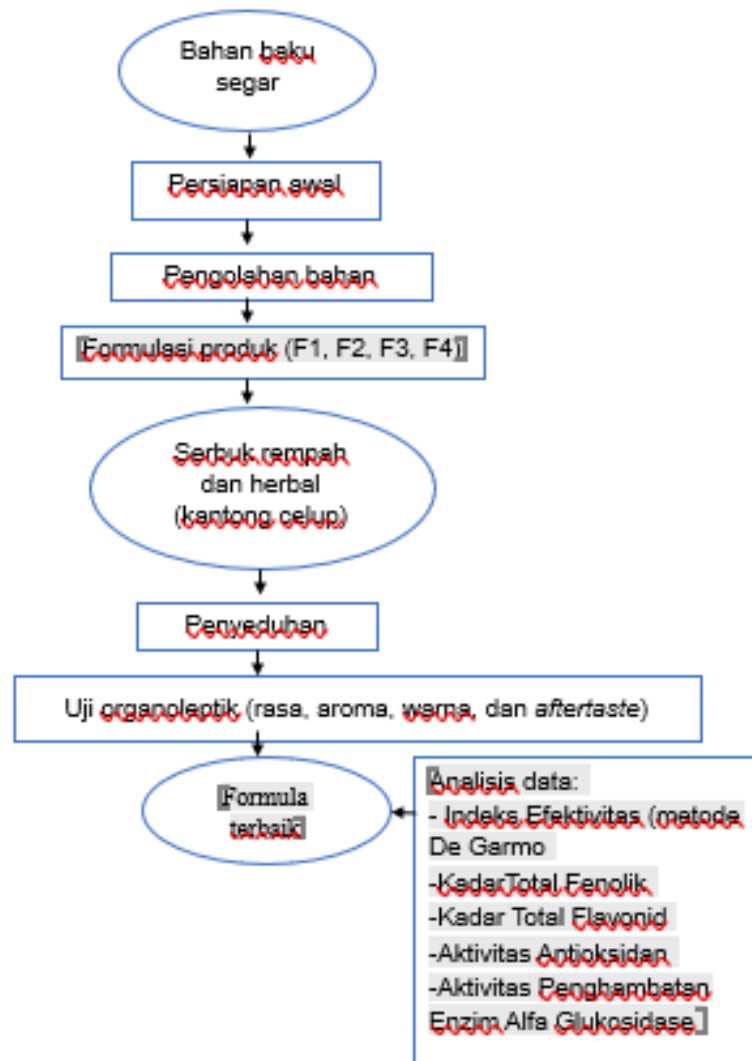 Bahan baku
segar
Persiapan awal
Pengolahan bahan
Formulasi produk (F1, F2, F3, F4)
Serbuk rempah
dan herbal
(kantong celup)
Penyeduhan
Uji organoleptik (rasa, aroma, warna, dan aftertaste)
Formula
terbaik
Analisis data:
- Indeks Efektivitas (metode
De Garmo
-KadarTotal Fenolik
-Kadar Total Flavonid
-Aktivitas Antioksidan
-Aktivitas Penghambatan
Enzim Alfa Glukosidase